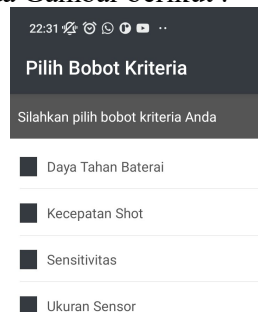 a Gambar berikut :
22:31
Pilih Bobot Kriteria
Silahkan pilih bobot kriteria Anda
Daya Tahan Baterai
Kecepatan Shot
Sensitivitas
Ukuran Sensor